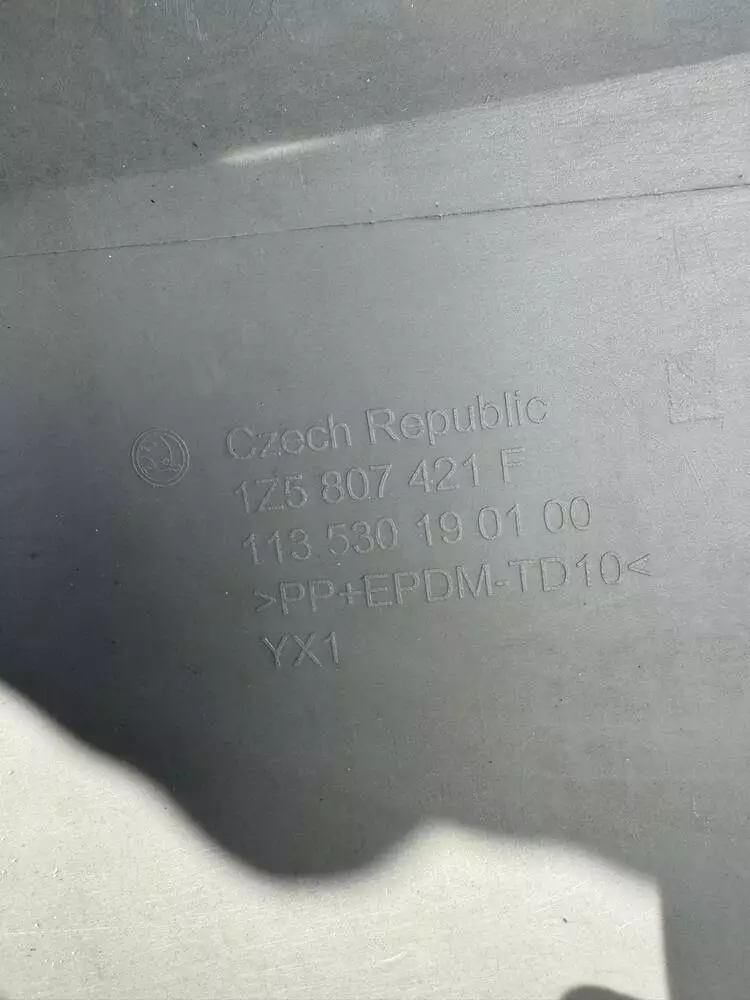 Czech Republic
1Z5 807 421 F
113 530 19 01 00
>PP+EPDM-TD10<
YX1